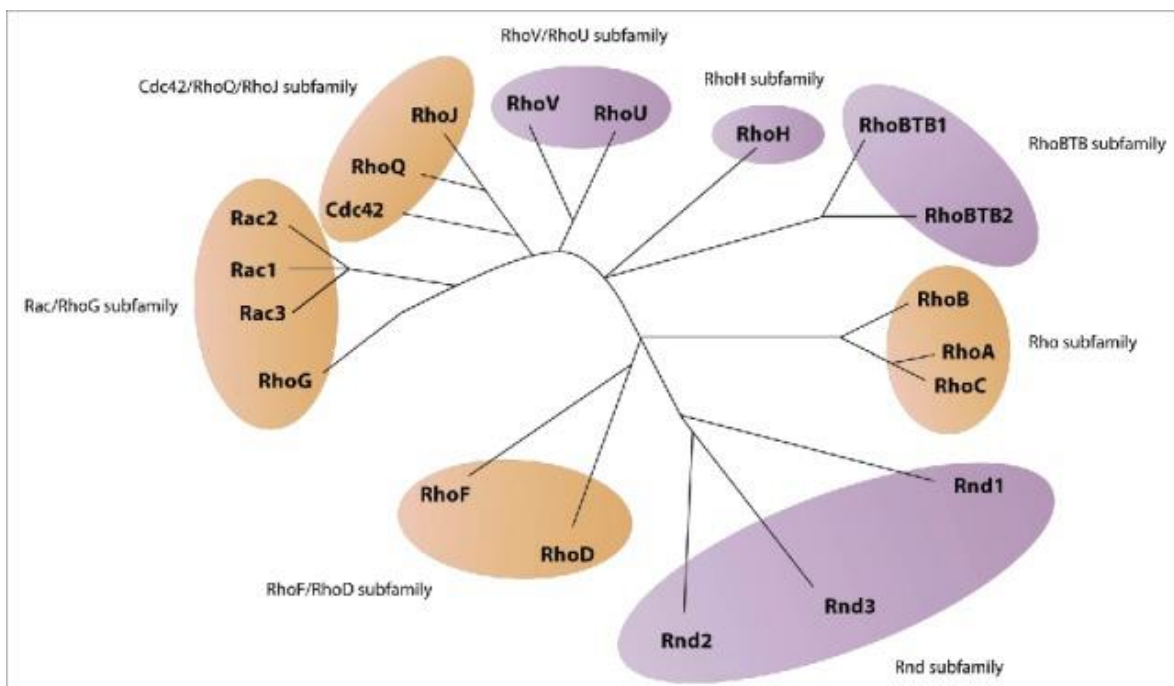 RhoV/RhoU subfamily
RhoH subfamily
Cdc42/RhoQ/RhoJ subfamily
RhoV
RhoU
RhoJ
RhoH
RhoBTB1
RhoBTB subfamily
RhoQ
Cdc42
RhoBTB2
Rac2
Rac1
Rac3
Rac/RhoG subfamily
RhoG
RhoB
RhoA
RhoC
Rho subfamily
RhoF
RhoD
RhoF/RhoD subfamily
Rnd1
Rnd3
Rnd2
Rnd subfamily